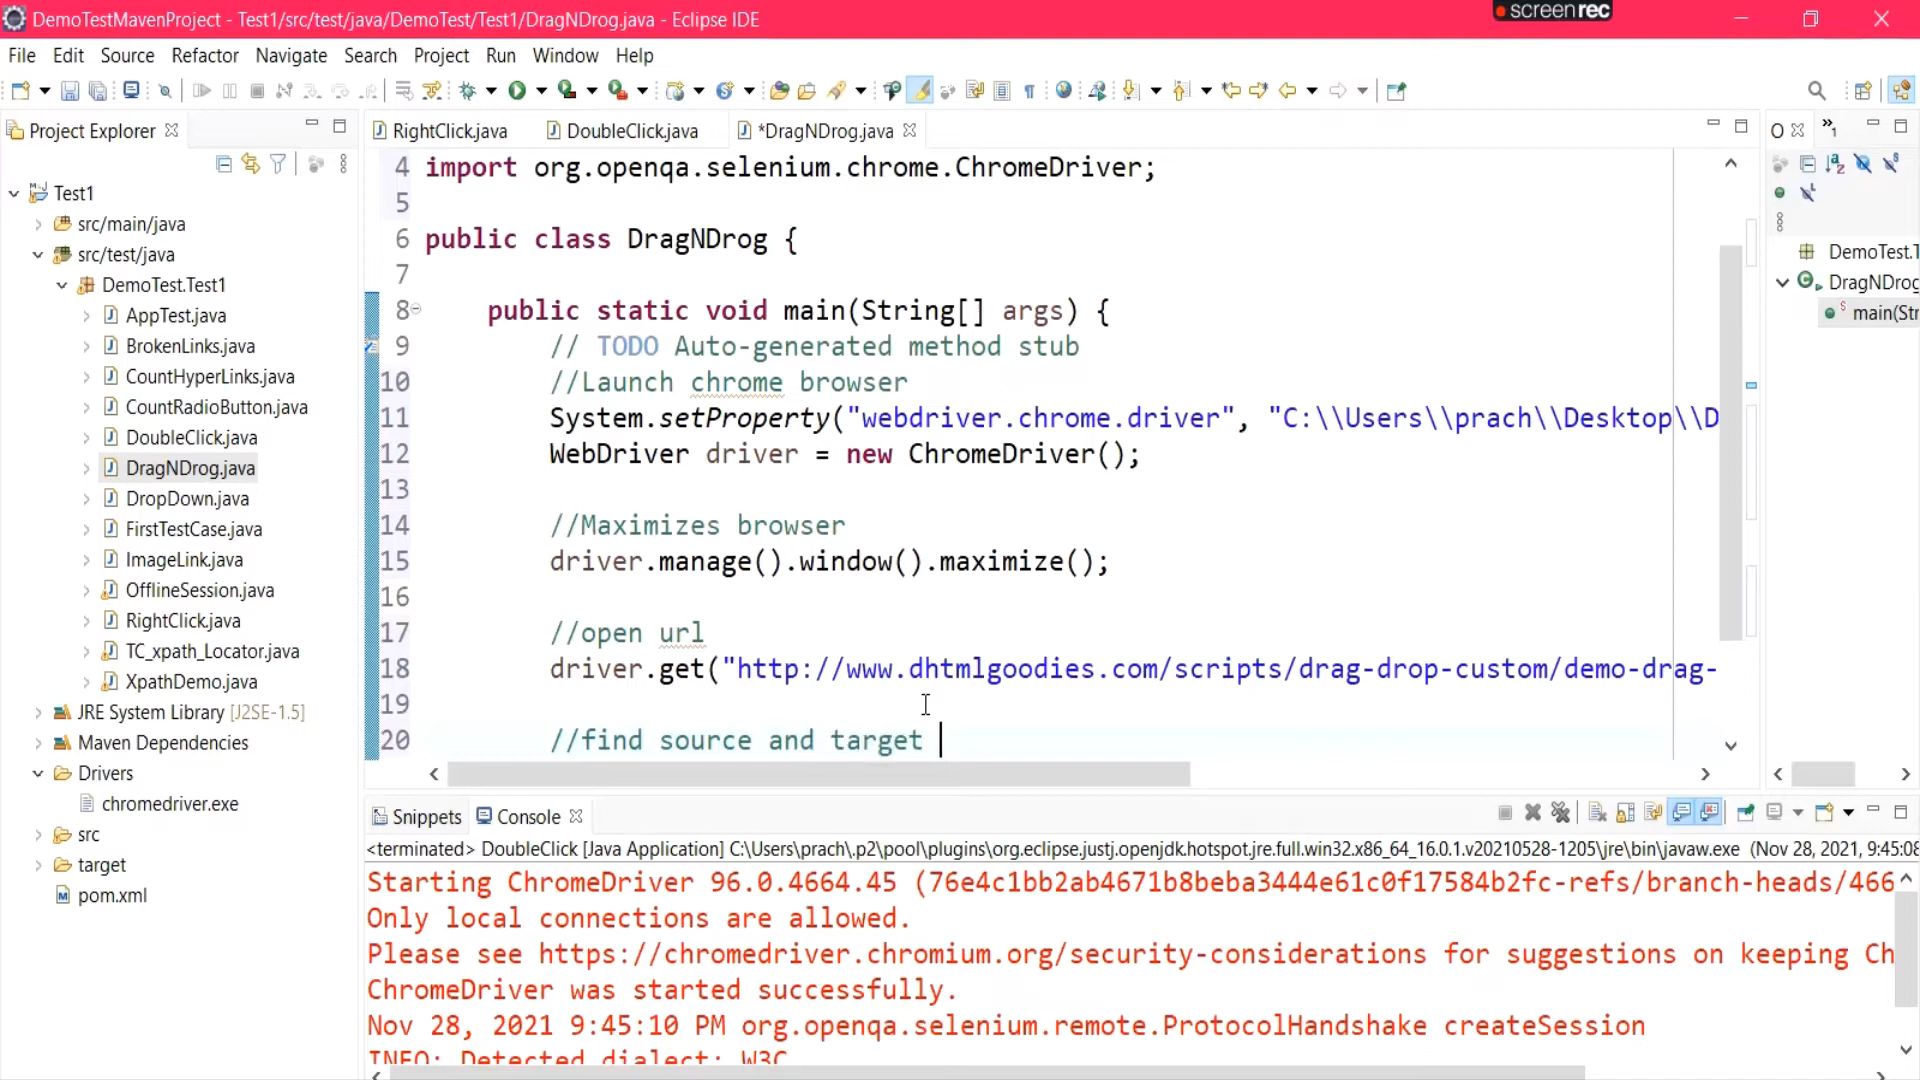 DemoTestMavenProject - Test1/src/test/java/DemoTest/Test1/DragNDrog.java - Eclipse IDE
screenrec
File Edit Source Refactor Navigate Search Project Run Window Help
Project Explorer
RightClick.java DoubleClick.java *DragNDrog.java
Test1
src/main/java
src/test/java
DemoTest.Test1
AppTest.java
BrokenLinks.java
CountHyperLinks.java
CountRadioButton.java
DoubleClick.java
DragNDrog.java
DropDown.java
FirstTestCase.java
ImageLink.java
OfflineSession.java
RightClick.java
TC_xpath_Locator.java
XpathDemo.java
JRE System Library [J2SE-1.5]
Maven Dependencies
Drivers
chromedriver.exe
src
target
pom.xml
4 import org.openqa.selenium.chrome.ChromeDriver;
5
6 public class DragNDrog {
7
8 public static void main(String[] args) {
9 // TODO Auto-generated method stub
10 //Launch chrome browser
11 System.setProperty("webdriver.chrome.driver", "C:\\Users\\prach\\Desktop\\D
12 WebDriver driver = new ChromeDriver();
13
14 //Maximizes browser
15 driver.manage().window().maximize();
16
17 //open url
18 driver.get("http://www.dhtmlgoodies.com/scripts/drag-drop-custom/demo-drag-
19
20 //find source and target
O
DemoTest.T
DragNDrog
main(Str
Snippets Console
<terminated> DoubleClick [Java Application] C:\Users\prach\.p2\pool\plugins\org.eclipse.justj.openjdk.hotspot.jre.full.win32.x86_64_16.0.1.v20210528-1205\jre\bin\javaw.exe (Nov 28, 2021, 9:45:08
Starting ChromeDriver 96.0.4664.45 (76e4c1bb2ab4671b8beba3444e61c0f17584b2fc-refs/branch-heads/466
Only local connections are allowed.
Please see https://chromedriver.chromium.org/security-considerations for suggestions on keeping Ch
ChromeDriver was started successfully.
Nov 28, 2021 9:45:10 PM org.openqa.selenium.remote.ProtocolHandshake createSession
INFO: Detected dialect: W3C